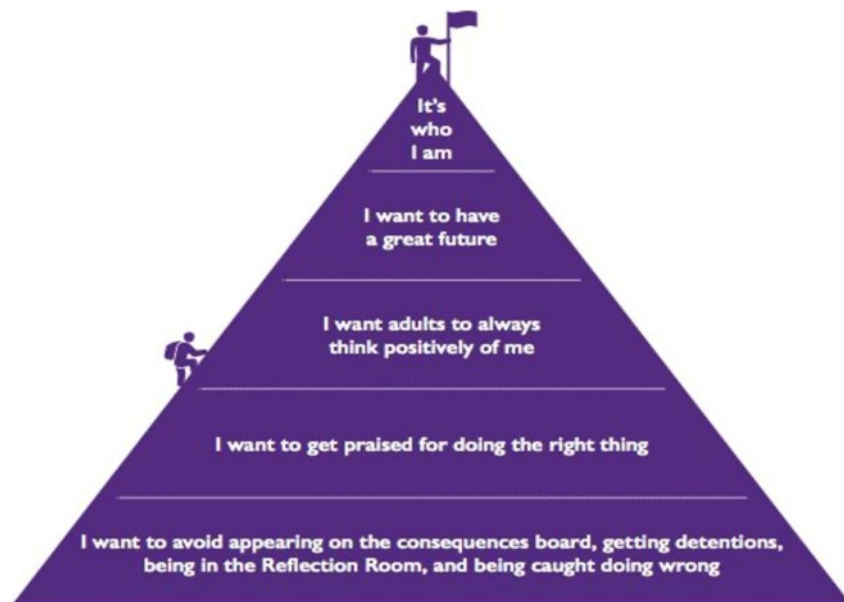 It's
who
I am
I want to have
a great future
I want adults to always
think positively of me
I want to get praised for doing the right thing
I want to avoid appearing on the consequences board, getting detentions,
being in the Reflection Room, and being caught doing wrong